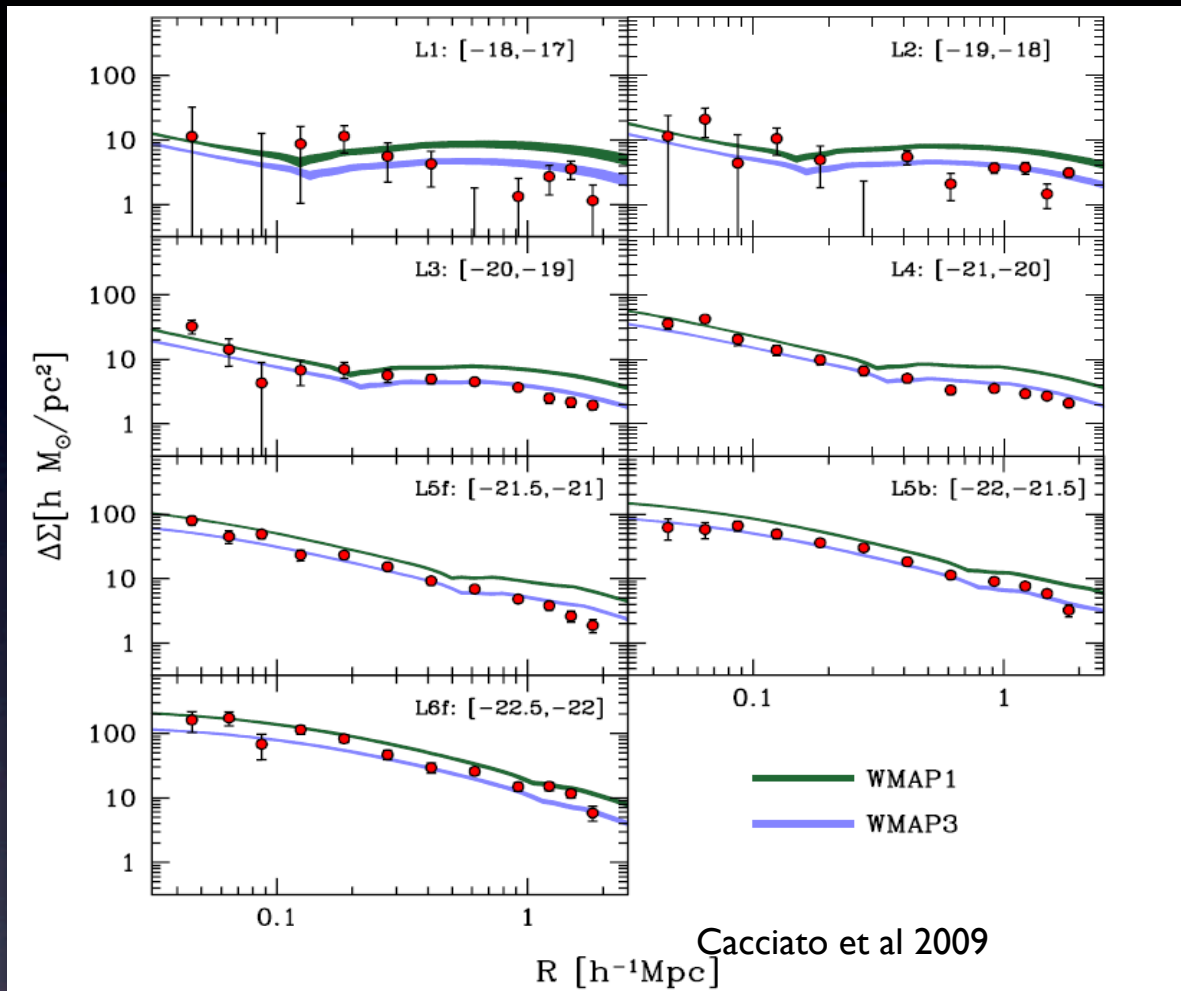 L1: [−18,−17]
L2: [−19,−18]
100
10
1
L3: [−20,−19]
L4: [−21,−20]
100
10
1
ΔΣ[h M☉/pc²]
L5f: [−21.5,−21]
L5b: [−22,−21.5]
100
10
1
0.1
1
L6f: [−22.5,−22]
100
10
1
WMAP1
WMAP3
0.1
1
Cacciato et al 2009
R [h⁻¹Mpc]